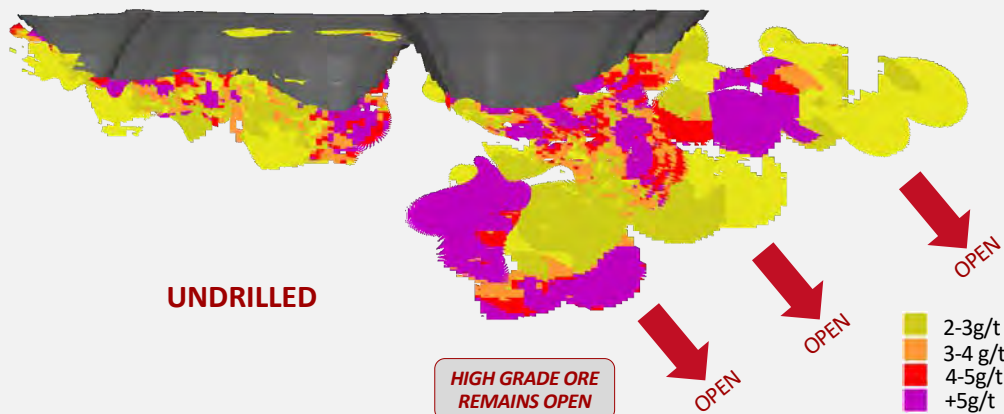 UNDRILLED
HIGH GRADE ORE
REMAINS OPEN
OPEN
OPEN
OPEN
2-3g/t
3-4 g/t
4-5g/t
+5g/t